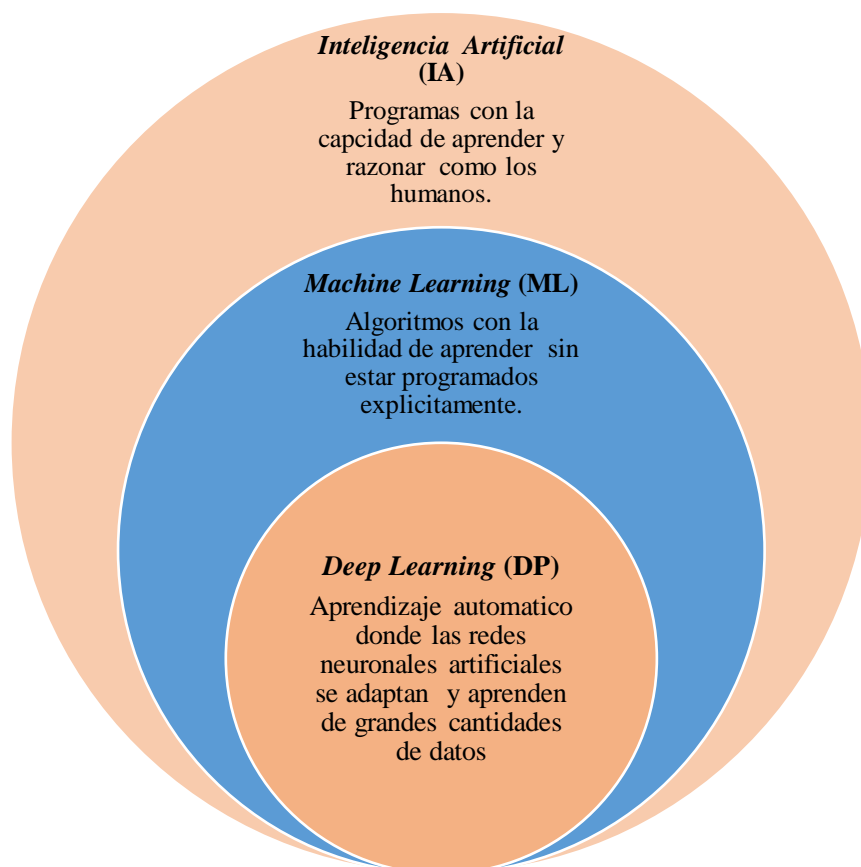 Inteligencia Artificial
(IA)
Programas con la
capcidad de aprender y
razonar como los
humanos.
Machine Learning (ML)
Algoritmos con la
habilidad de aprender sin
estar programados
explicitamente.
Deep Learning (DP)
Aprendizaje automatico
donde las redes
neuronales artificiales
se adaptan y aprenden
de grandes cantidades
de datos